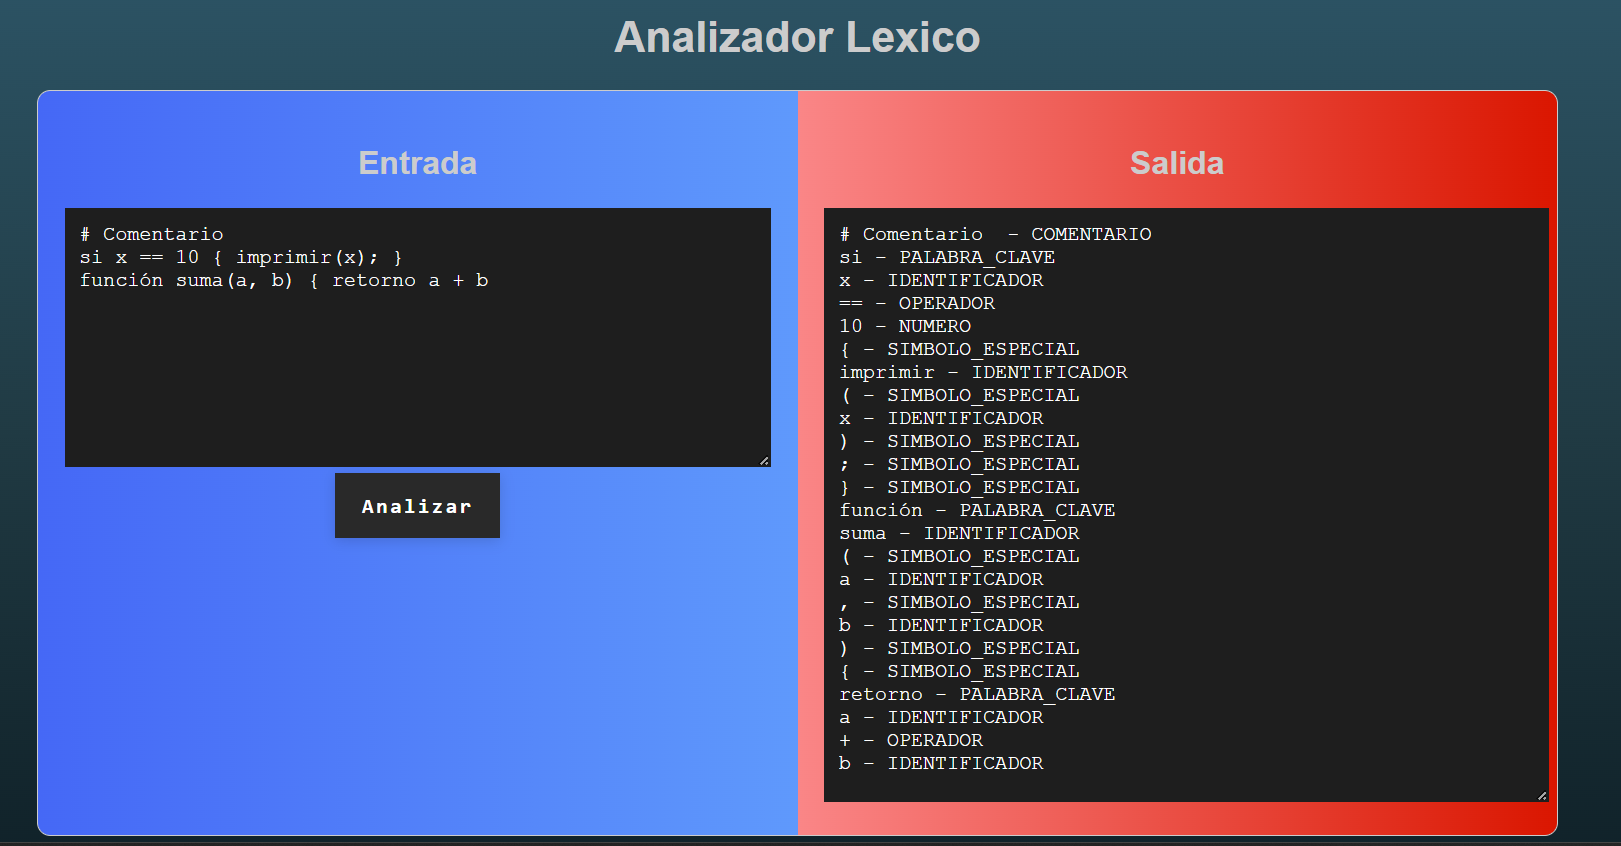 Analizador Lexico
Entrada
# Comentario
si x == 10 { imprimir(x); }
función suma(a, b) { retorno a + b
Analizar
Salida
# Comentario  - COMENTARIO
si - PALABRA_CLAVE
x - IDENTIFICADOR
== - OPERADOR
10 - NUMERO
{ - SIMBOLO_ESPECIAL
imprimir - IDENTIFICADOR
( - SIMBOLO_ESPECIAL
x - IDENTIFICADOR
) - SIMBOLO_ESPECIAL
; - SIMBOLO_ESPECIAL
} - SIMBOLO_ESPECIAL
función - PALABRA_CLAVE
suma - IDENTIFICADOR
( - SIMBOLO_ESPECIAL
a - IDENTIFICADOR
, - SIMBOLO_ESPECIAL
b - IDENTIFICADOR
) - SIMBOLO_ESPECIAL
{ - SIMBOLO_ESPECIAL
retorno - PALABRA_CLAVE
a - IDENTIFICADOR
+ - OPERADOR
b - IDENTIFICADOR